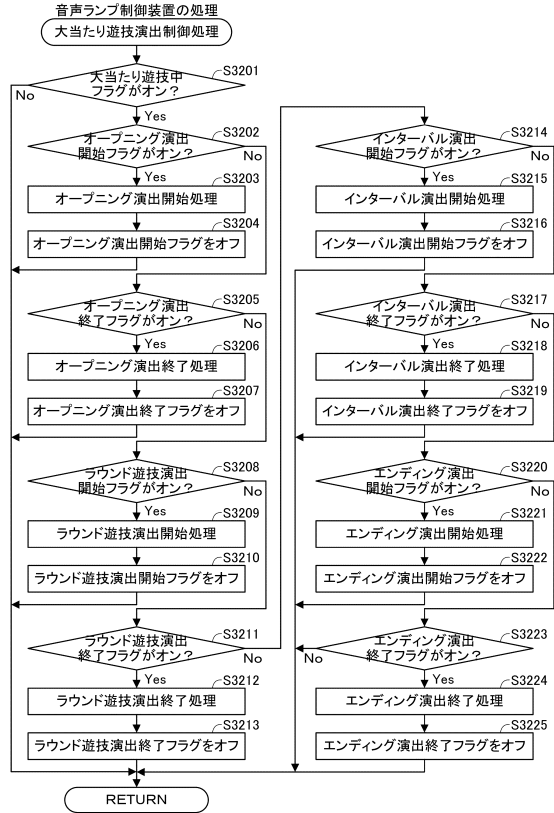 音声ランプ制御装置の処理
大当たり遊技演出制御処理
S3201
大当たり遊技中
フラグがオン？
No
Yes
S3202
オープニング演出
開始フラグがオン？
No
Yes
S3203
オープニング演出開始処理
S3204
オープニング演出開始フラグをオフ
S3205
オープニング演出
終了フラグがオン？
No
Yes
S3206
オープニング演出終了処理
S3207
オープニング演出終了フラグをオフ
S3208
ラウンド遊技演出
開始フラグがオン？
No
Yes
S3209
ラウンド遊技演出開始処理
S3210
ラウンド遊技演出開始フラグをオフ
S3211
ラウンド遊技演出
終了フラグがオン？
No
Yes
S3212
ラウンド遊技演出終了処理
S3213
ラウンド遊技演出終了フラグをオフ
RETURN
S3214
インターバル演出
開始フラグがオン？
No
Yes
S3215
インターバル演出開始処理
S3216
インターバル演出開始フラグをオフ
S3217
インターバル演出
終了フラグがオン？
No
Yes
S3218
インターバル演出終了処理
S3219
インターバル演出終了フラグをオフ
S3220
エンディング演出
開始フラグがオン？
No
Yes
S3221
エンディング演出開始処理
S3222
エンディング演出開始フラグをオフ
S3223
エンディング演出
終了フラグがオン？
No
Yes
S3224
エンディング演出終了処理
S3225
エンディング演出終了フラグをオフ